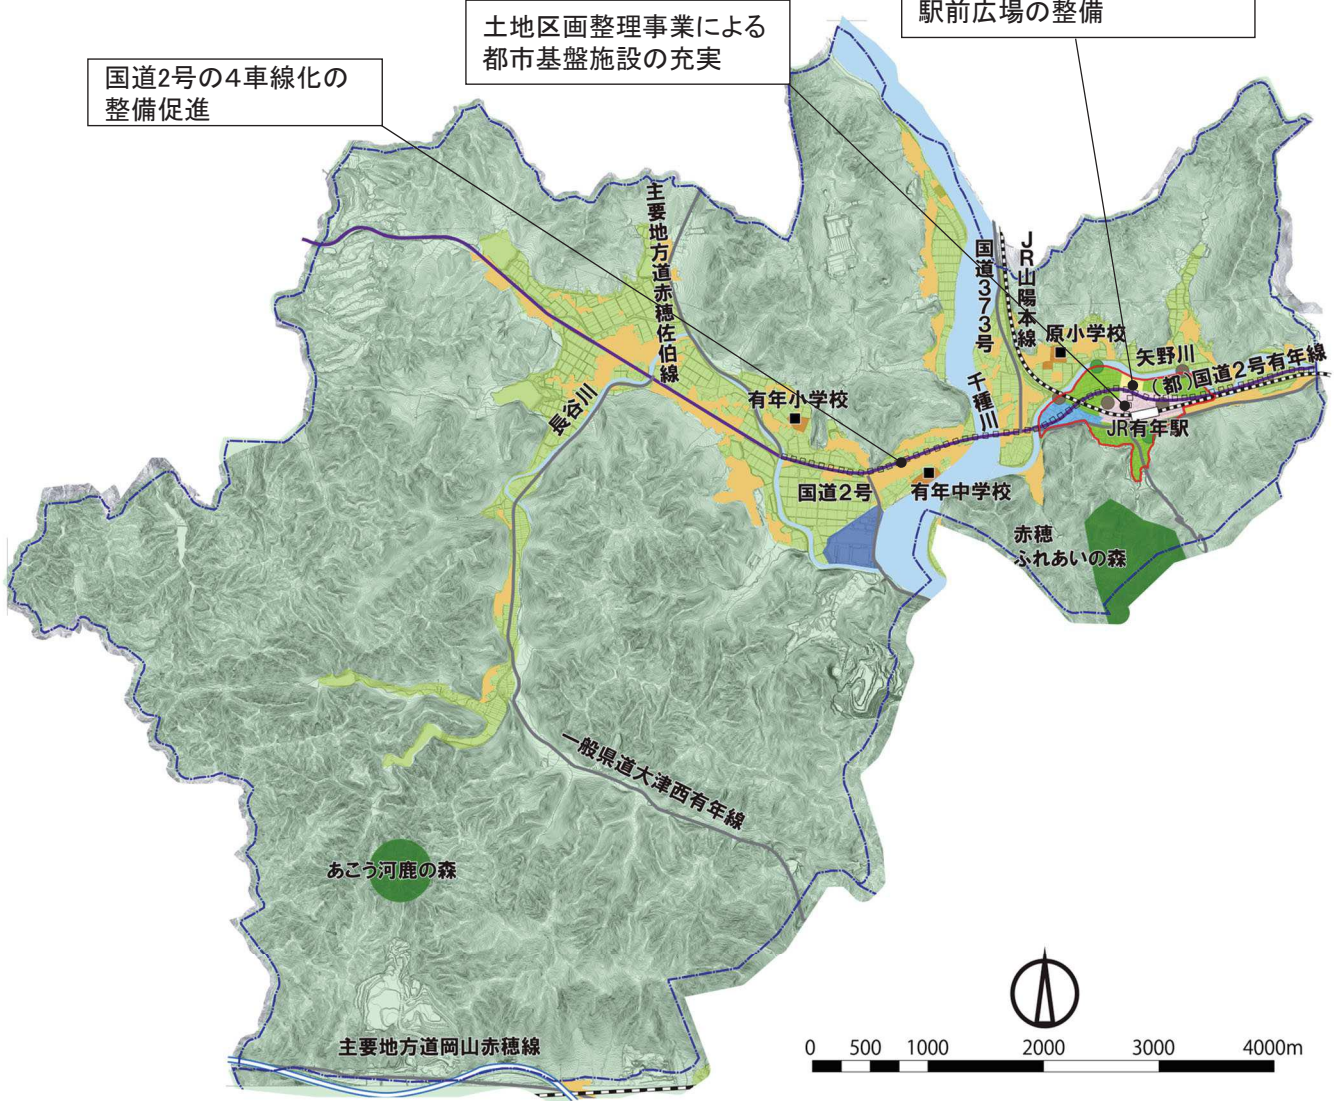 駅前広場の整備
土地区画整理事業による
都市基盤施設の充実
国道2号の4車線化の
整備促進
主要地方道赤穂佐伯線
国道373号
JR山陽本線
原小学校
矢野川
(都)国道2号有年線
千種川
JR有年駅
有年小学校
長谷川
国道2号
有年中学校
赤穂
ふれあいの森
一般県道大津西有年線
あこう河鹿の森
主要地方道岡山赤穂線
0 500 1000 2000 3000 4000m